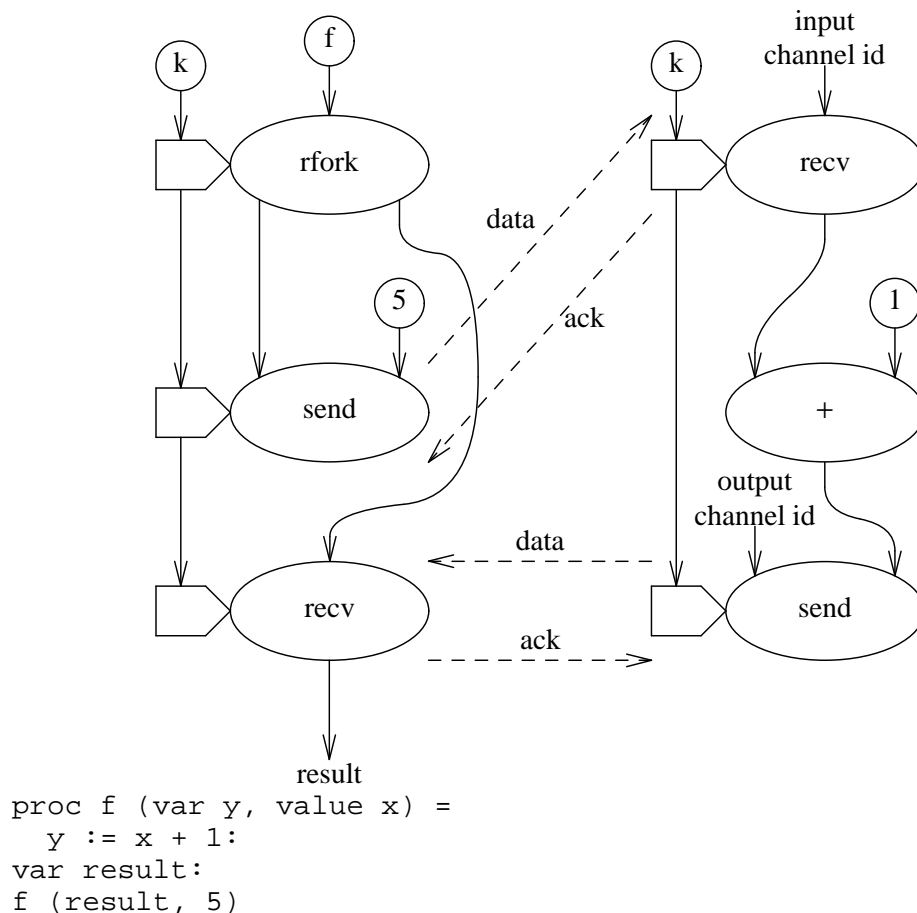 f
input
channel id
k
k
rfork
recv
data
5
1
ack
send
+
output
channel id
data
recv
send
ack
result
proc f (var y, value x) =
  y := x + 1:
var result:
f (result, 5)